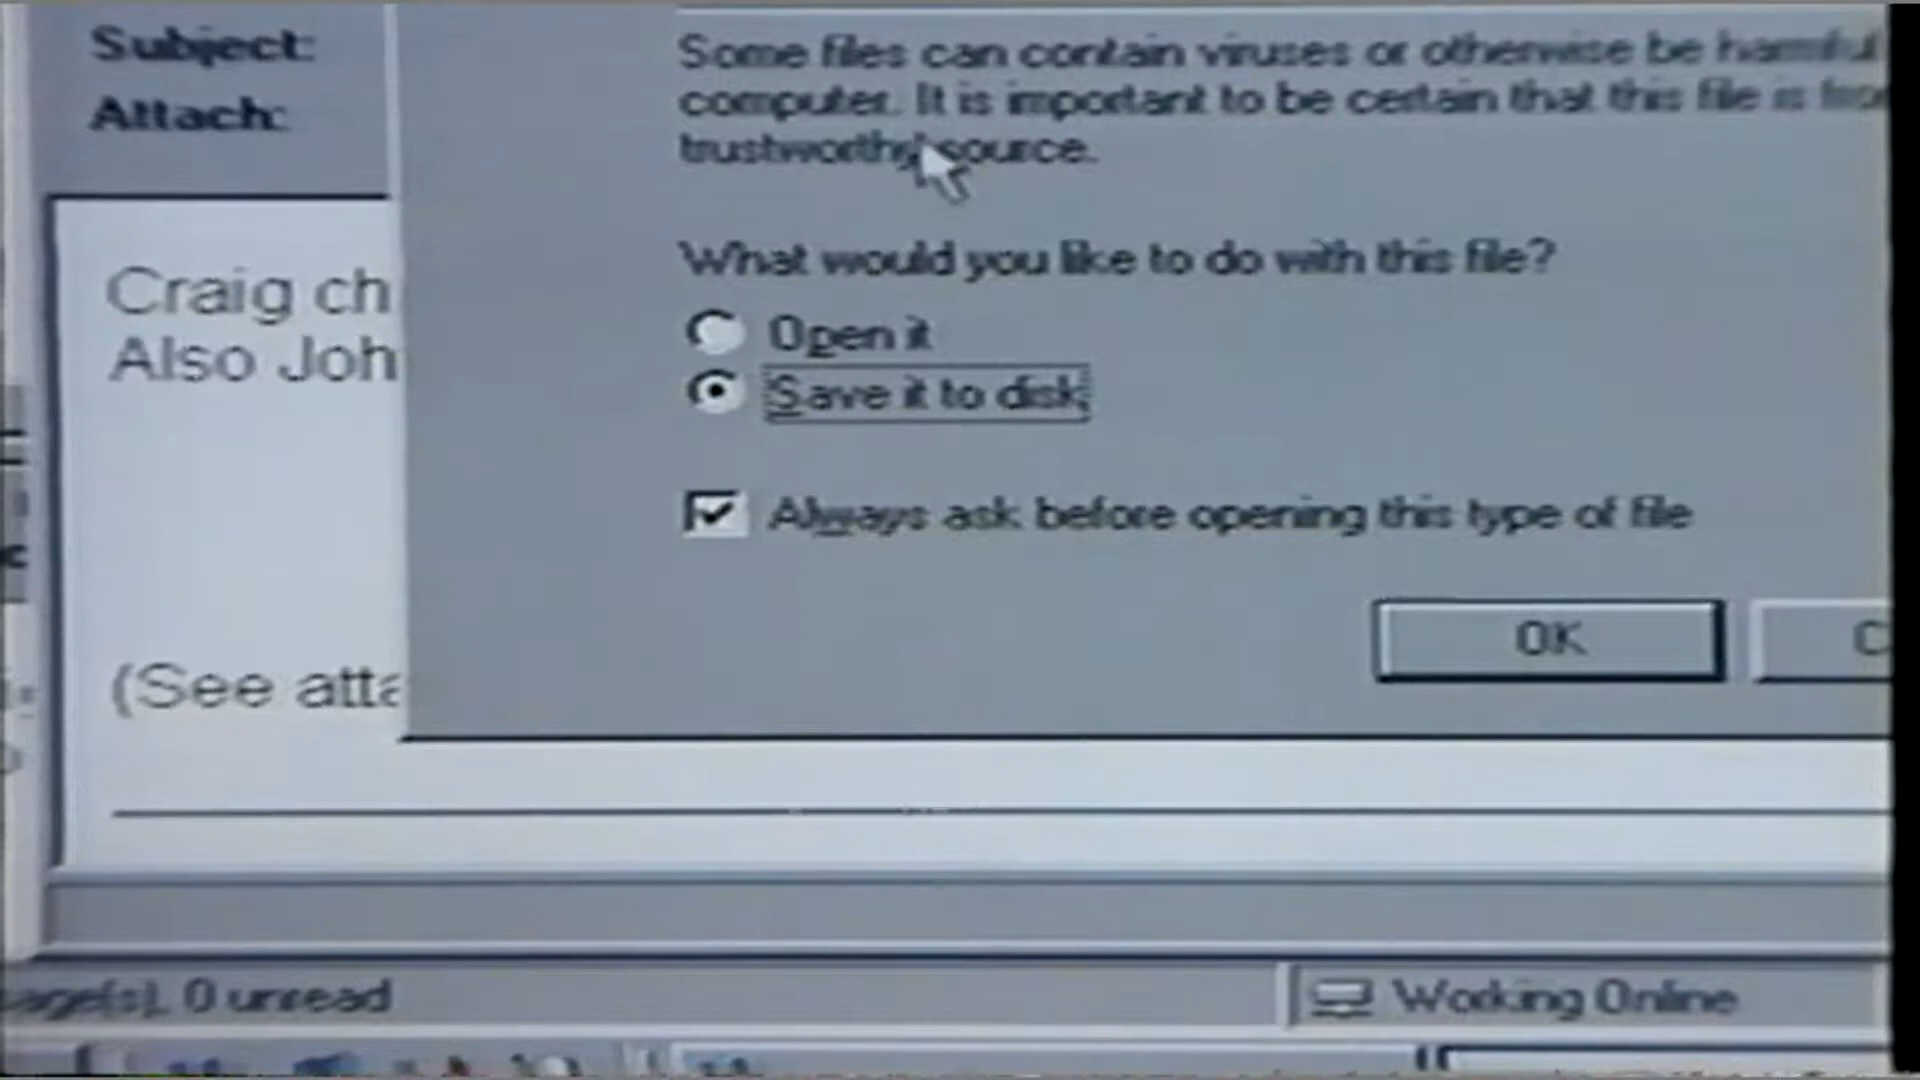 Subject:
Attach:
Some files can contain viruses or otherwise be harmful
computer. It is important to be certain that this file is fro
trustworthy source.
What would you like to do with this file?
Open it
Save it to disk
Always ask before opening this type of file
OK
C
Craig ch
Also Joh
(See atta
age(s), 0 unread
Working Online